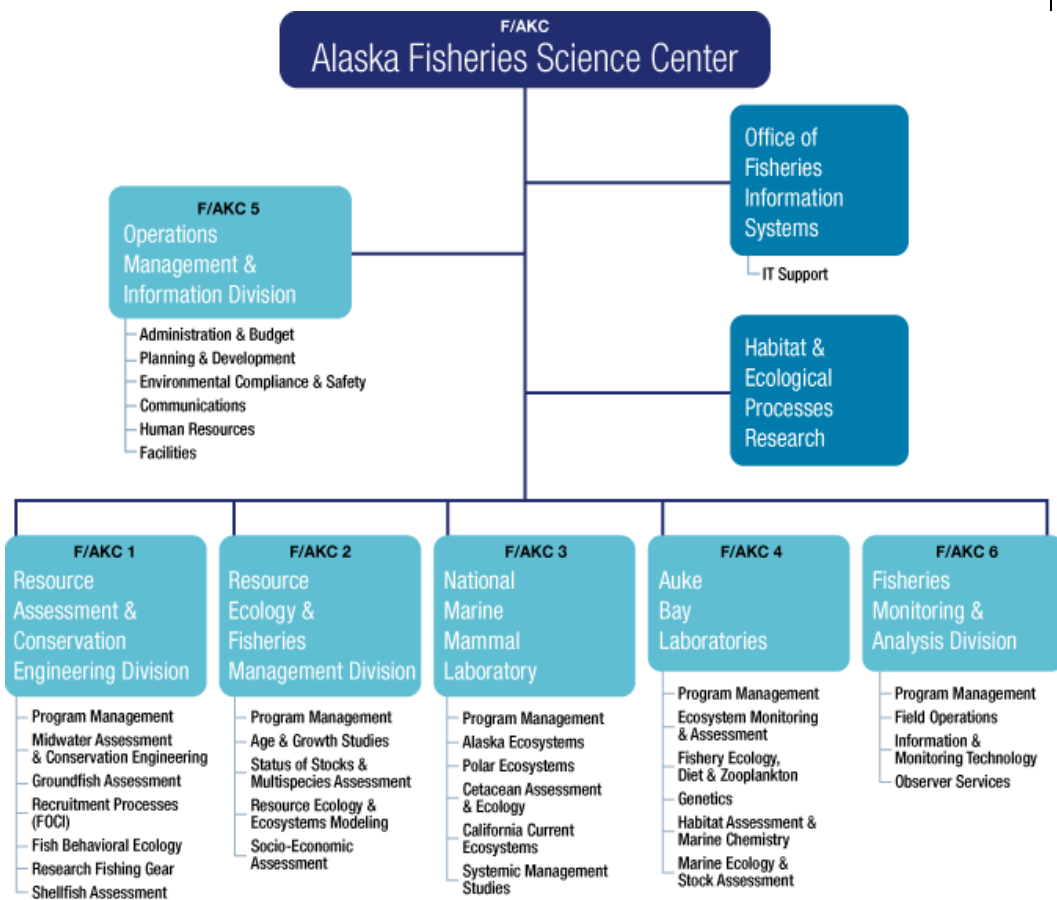 F/AKC
Alaska Fisheries Science Center
Office of
Fisheries
Information
Systems
IT Support
F/AKC 5
Operations
Management &
Information Division
Administration & Budget
Planning & Development
Environmental Compliance & Safety
Communications
Human Resources
Facilities
Habitat &
Ecological
Processes
Research
F/AKC 1
Resource
Assessment &
Conservation
Engineering Division
Program Management
Midwater Assessment
& Conservation Engineering
Groundfish Assessment
Recruitment Processes
(FOCI)
Fish Behavioral Ecology
Research Fishing Gear
Shellfish Assessment
F/AKC 2
Resource
Ecology &
Fisheries
Management Division
Program Management
Age & Growth Studies
Status of Stocks &
Multispecies Assessment
Resource Ecology &
Ecosystems Modeling
Socio-Economic
Assessment
F/AKC 3
National
Marine
Mammal
Laboratory
Program Management
Alaska Ecosystems
Polar Ecosystems
Cetacean Assessment
& Ecology
California Current
Ecosystems
Systemic Management
Studies
F/AKC 4
Auke
Bay
Laboratories
Program Management
Ecosystem Monitoring
& Assessment
Fishery Ecology,
Diet & Zooplankton
Genetics
Habitat Assessment &
Marine Chemistry
Marine Ecology &
Stock Assessment
F/AKC 6
Fisheries
Monitoring &
Analysis Division
Program Management
Field Operations
Information &
Monitoring Technology
Observer Services